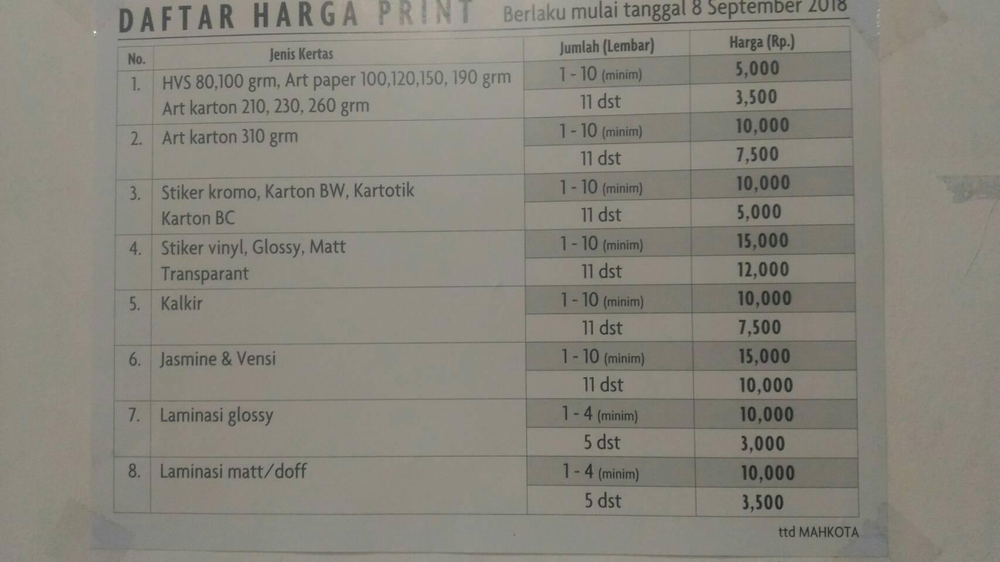 DAFTAR HARGA PRINT Berlaku mulai tanggal 8 September 2018
No. Jenis Kertas Jumlah (Lembar) Harga (Rp.)
1. HVS 80,100 grm, Art paper 100,120,150, 190 grm 1 - 10 (minim) 5,000
Art karton 210, 230, 260 grm 11 dst 3,500
2. Art karton 310 grm 1 - 10 (minim) 10,000
11 dst 7,500
3. Stiker kromo, Karton BW, Kartotik 1 - 10 (minim) 10,000
Karton BC 11 dst 5,000
4. Stiker vinyl, Glossy, Matt 1 - 10 (minim) 15,000
Transparant 11 dst 12,000
5. Kalkir 1 - 10 (minim) 10,000
11 dst 7,500
6. Jasmine & Vensi 1 - 10 (minim) 15,000
11 dst 10,000
7. Laminasi glossy 1 - 4 (minim) 10,000
5 dst 3,000
8. Laminasi matt/doff 1 - 4 (minim) 10,000
5 dst 3,500
ttd MAHKOTA